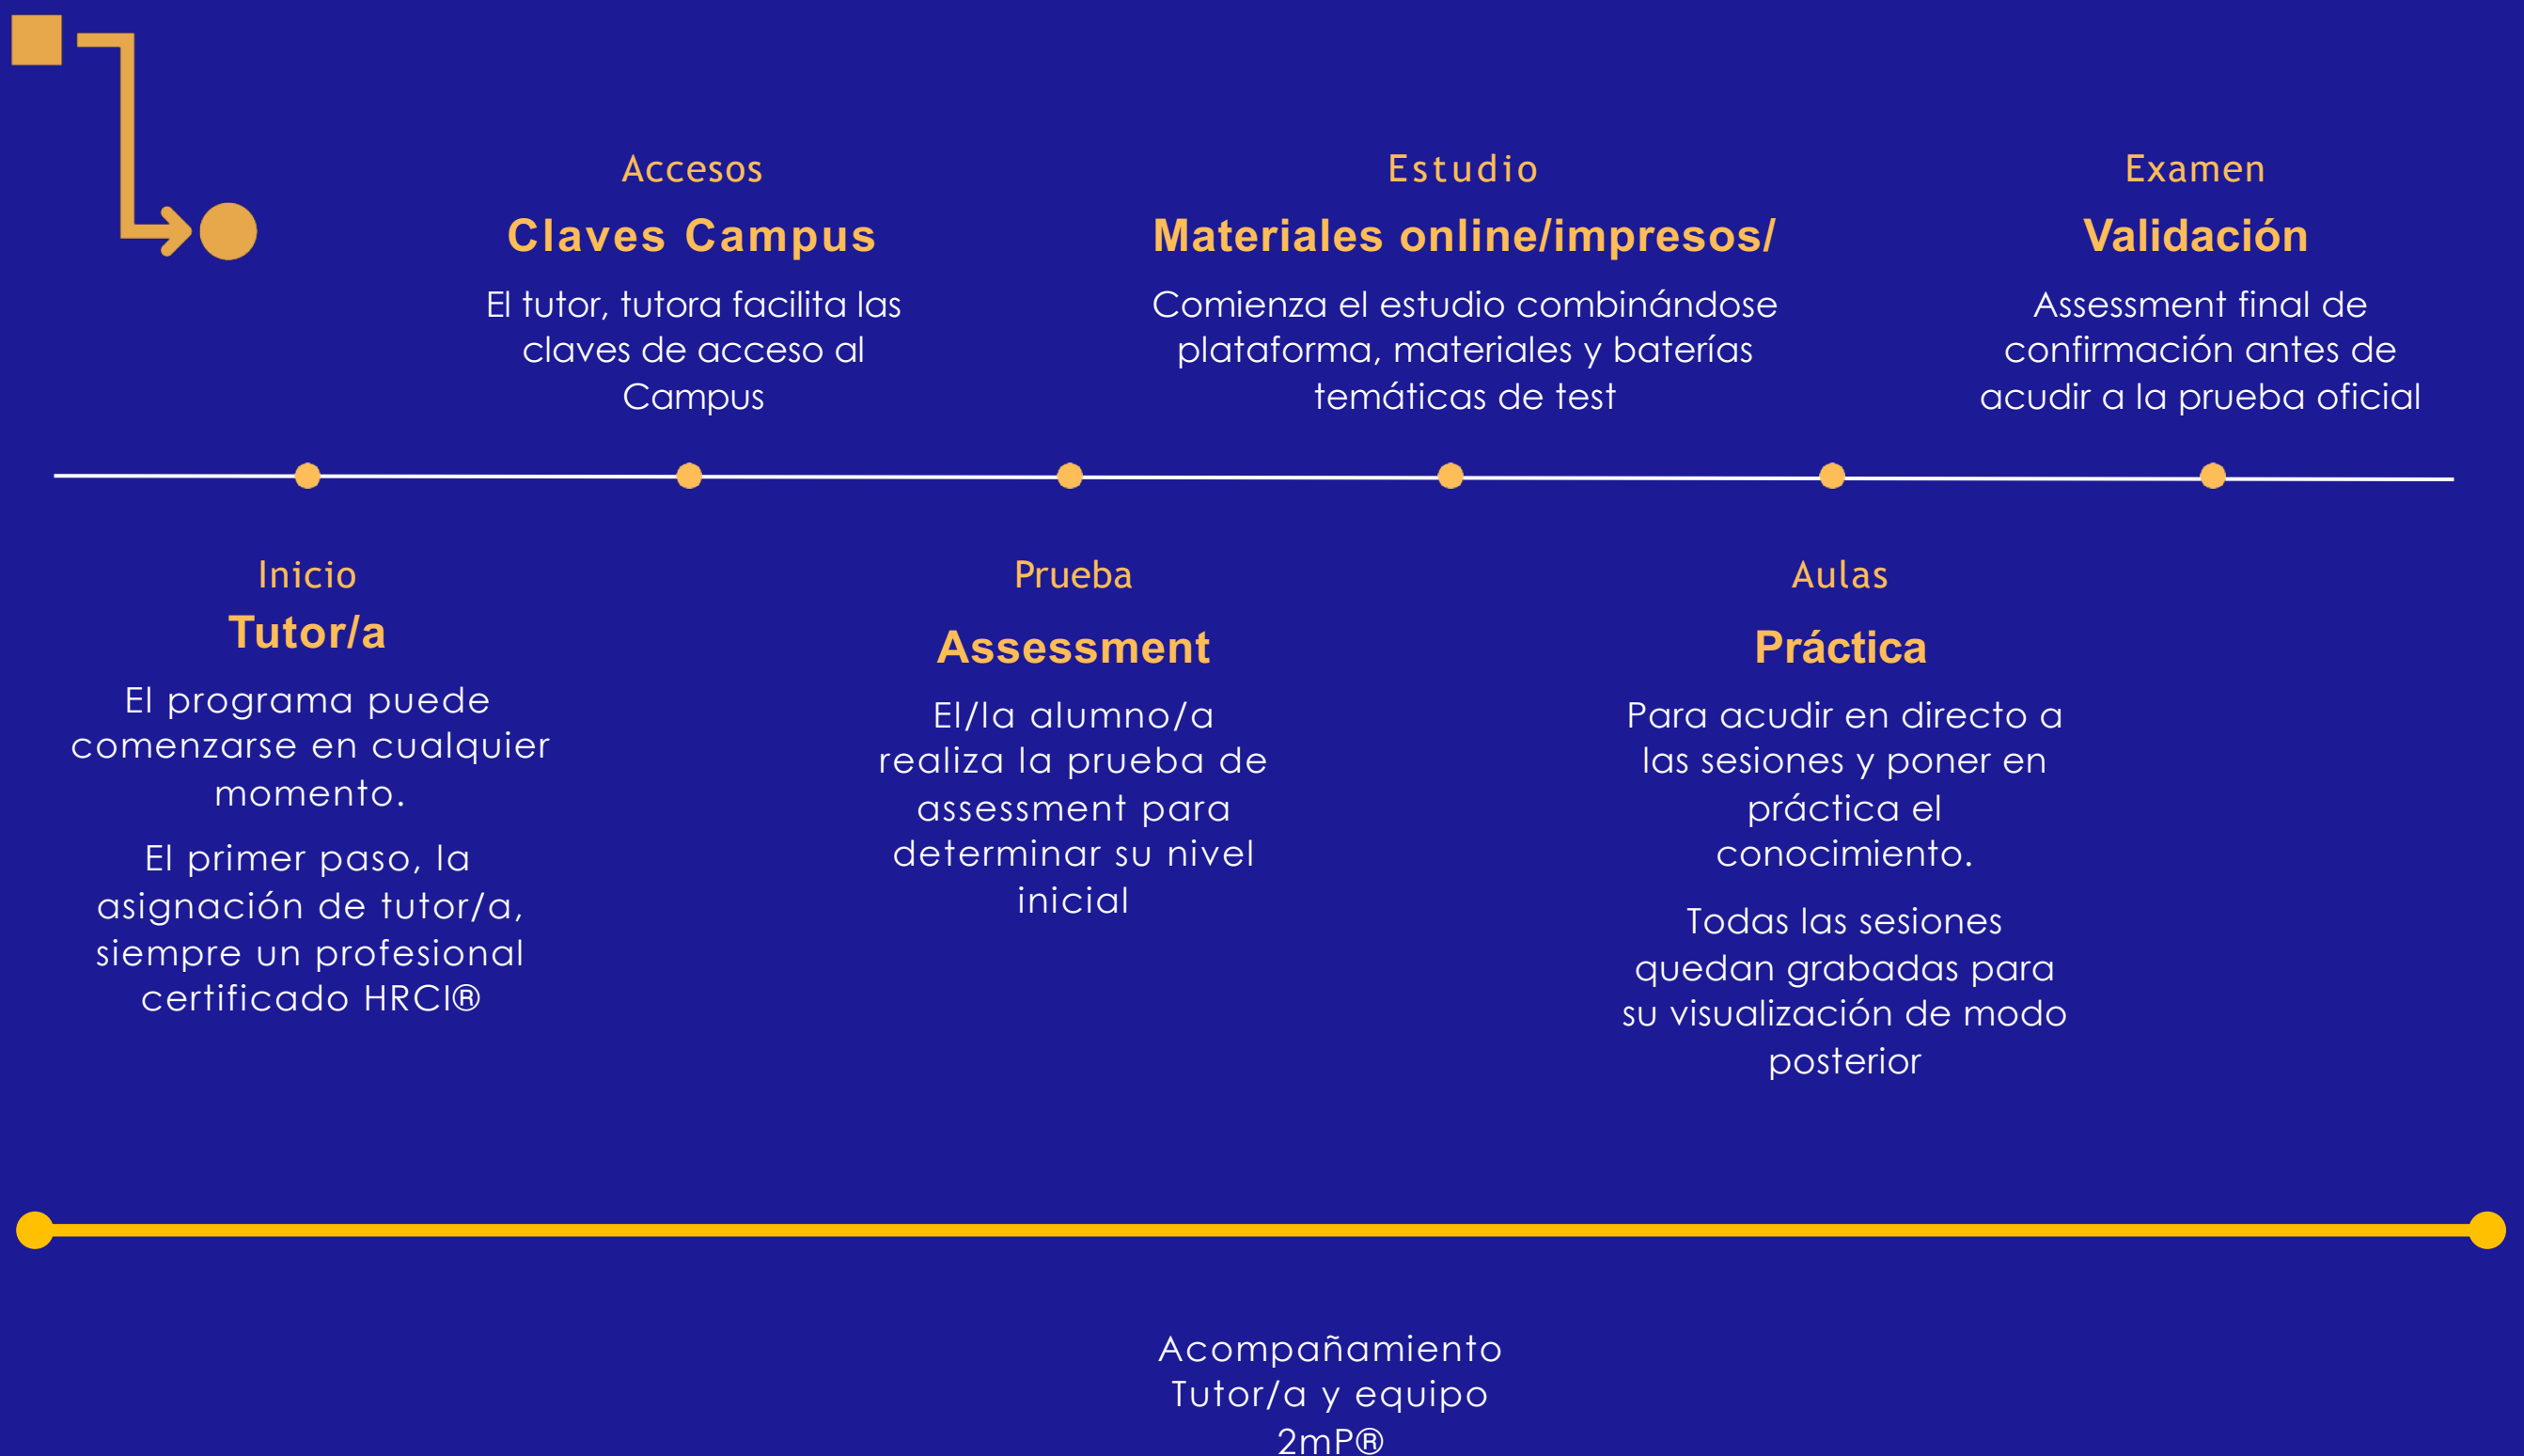 Accesos
Claves Campus
El tutor, tutora facilita las
claves de acceso al
Campus
Estudio
Materiales online/impresos/
Comienza el estudio combinándose
plataforma, materiales y baterías
temáticas de test
Examen
Validación
Assessment final de
confirmación antes de
acudir a la prueba oficial
Inicio
Tutor/a
El programa puede
comenzarse en cualquier
momento.
El primer paso, la
asignación de tutor/a,
siempre un profesional
certificado HRCI®
Prueba
Assessment
El/la alumno/a
realiza la prueba de
assessment para
determinar su nivel
inicial
Aulas
Práctica
Para acudir en directo a
las sesiones y poner en
práctica el
conocimiento.
Todas las sesiones
quedan grabadas para
su visualización de modo
posterior
Acompañamiento
Tutor/a y equipo
2mP®